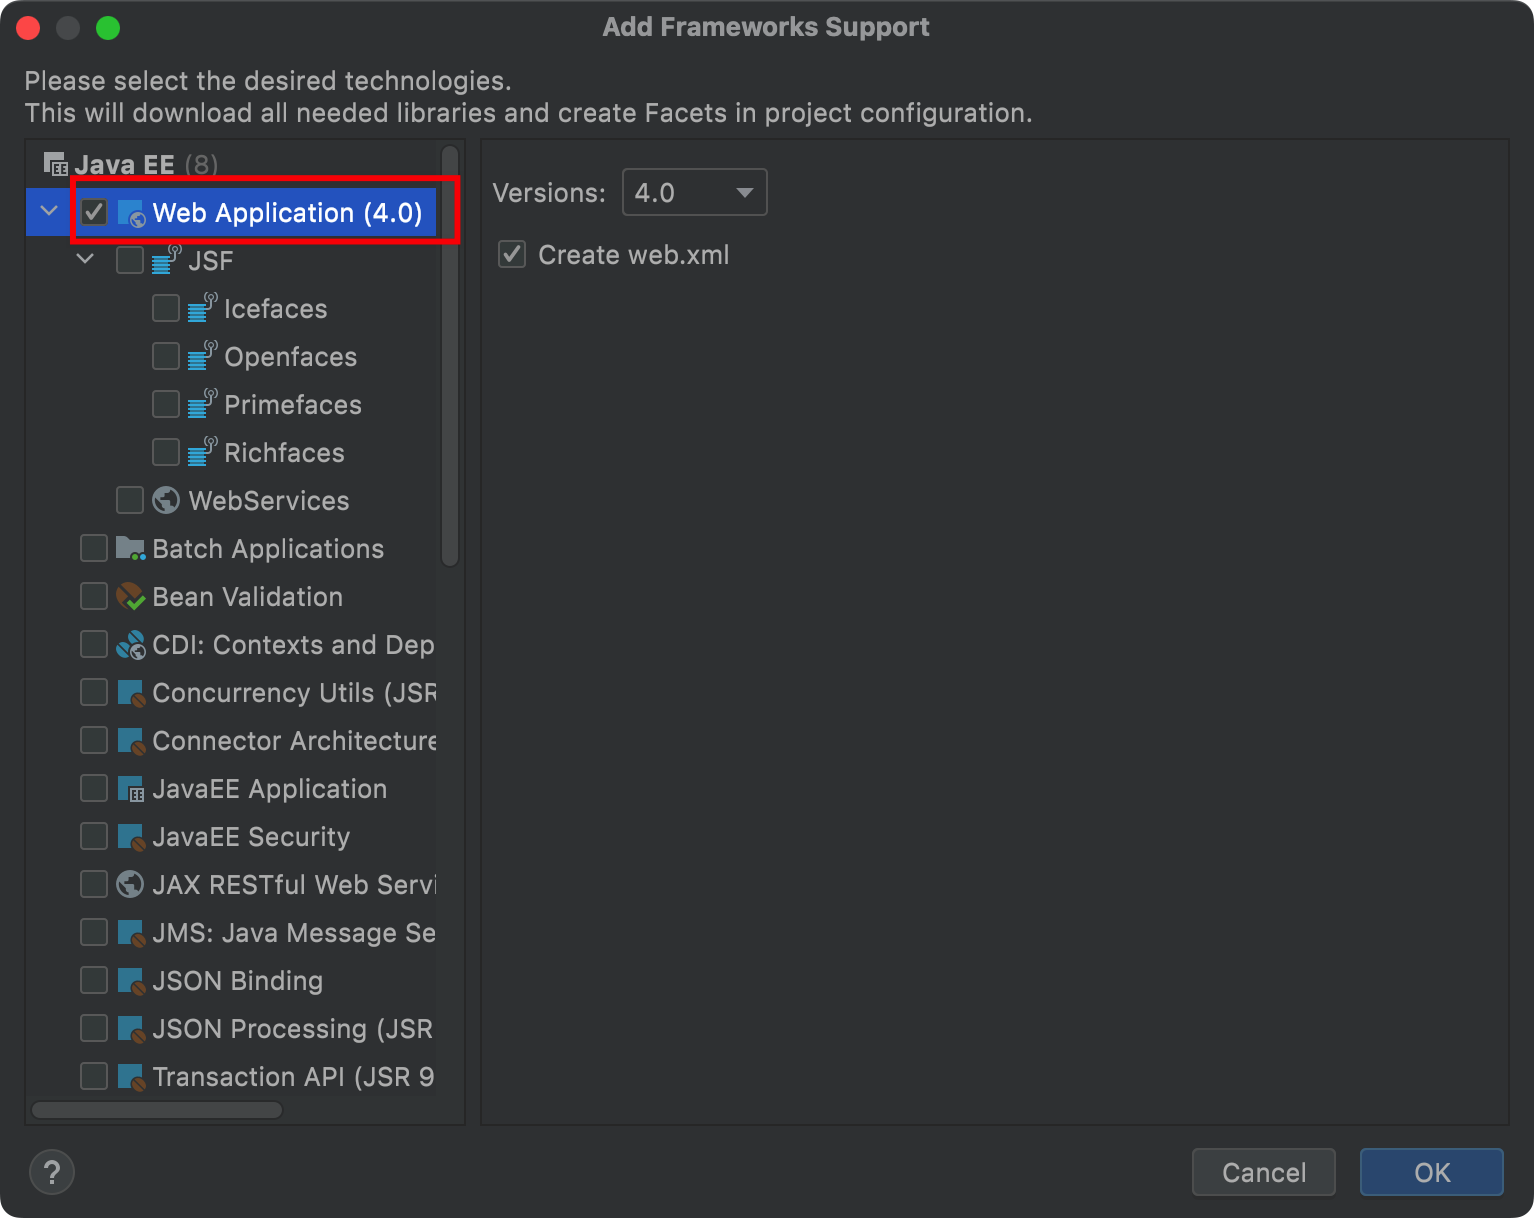 Add Frameworks Support
Please select the desired technologies.
This will download all needed libraries and create Facets in project configuration.
Java EE (8)
Web Application (4.0)
JSF
Icefaces
Openfaces
Primefaces
Richfaces
WebServices
Batch Applications
Bean Validation
CDI: Contexts and Dep
Concurrency Utils (JSR
Connector Architecture
JavaEE Application
JavaEE Security
JAX RESTful Web Servi
JMS: Java Message Se
JSON Binding
JSON Processing (JSR
Transaction API (JSR 9
Versions: 4.0
Create web.xml
?
Cancel
OK